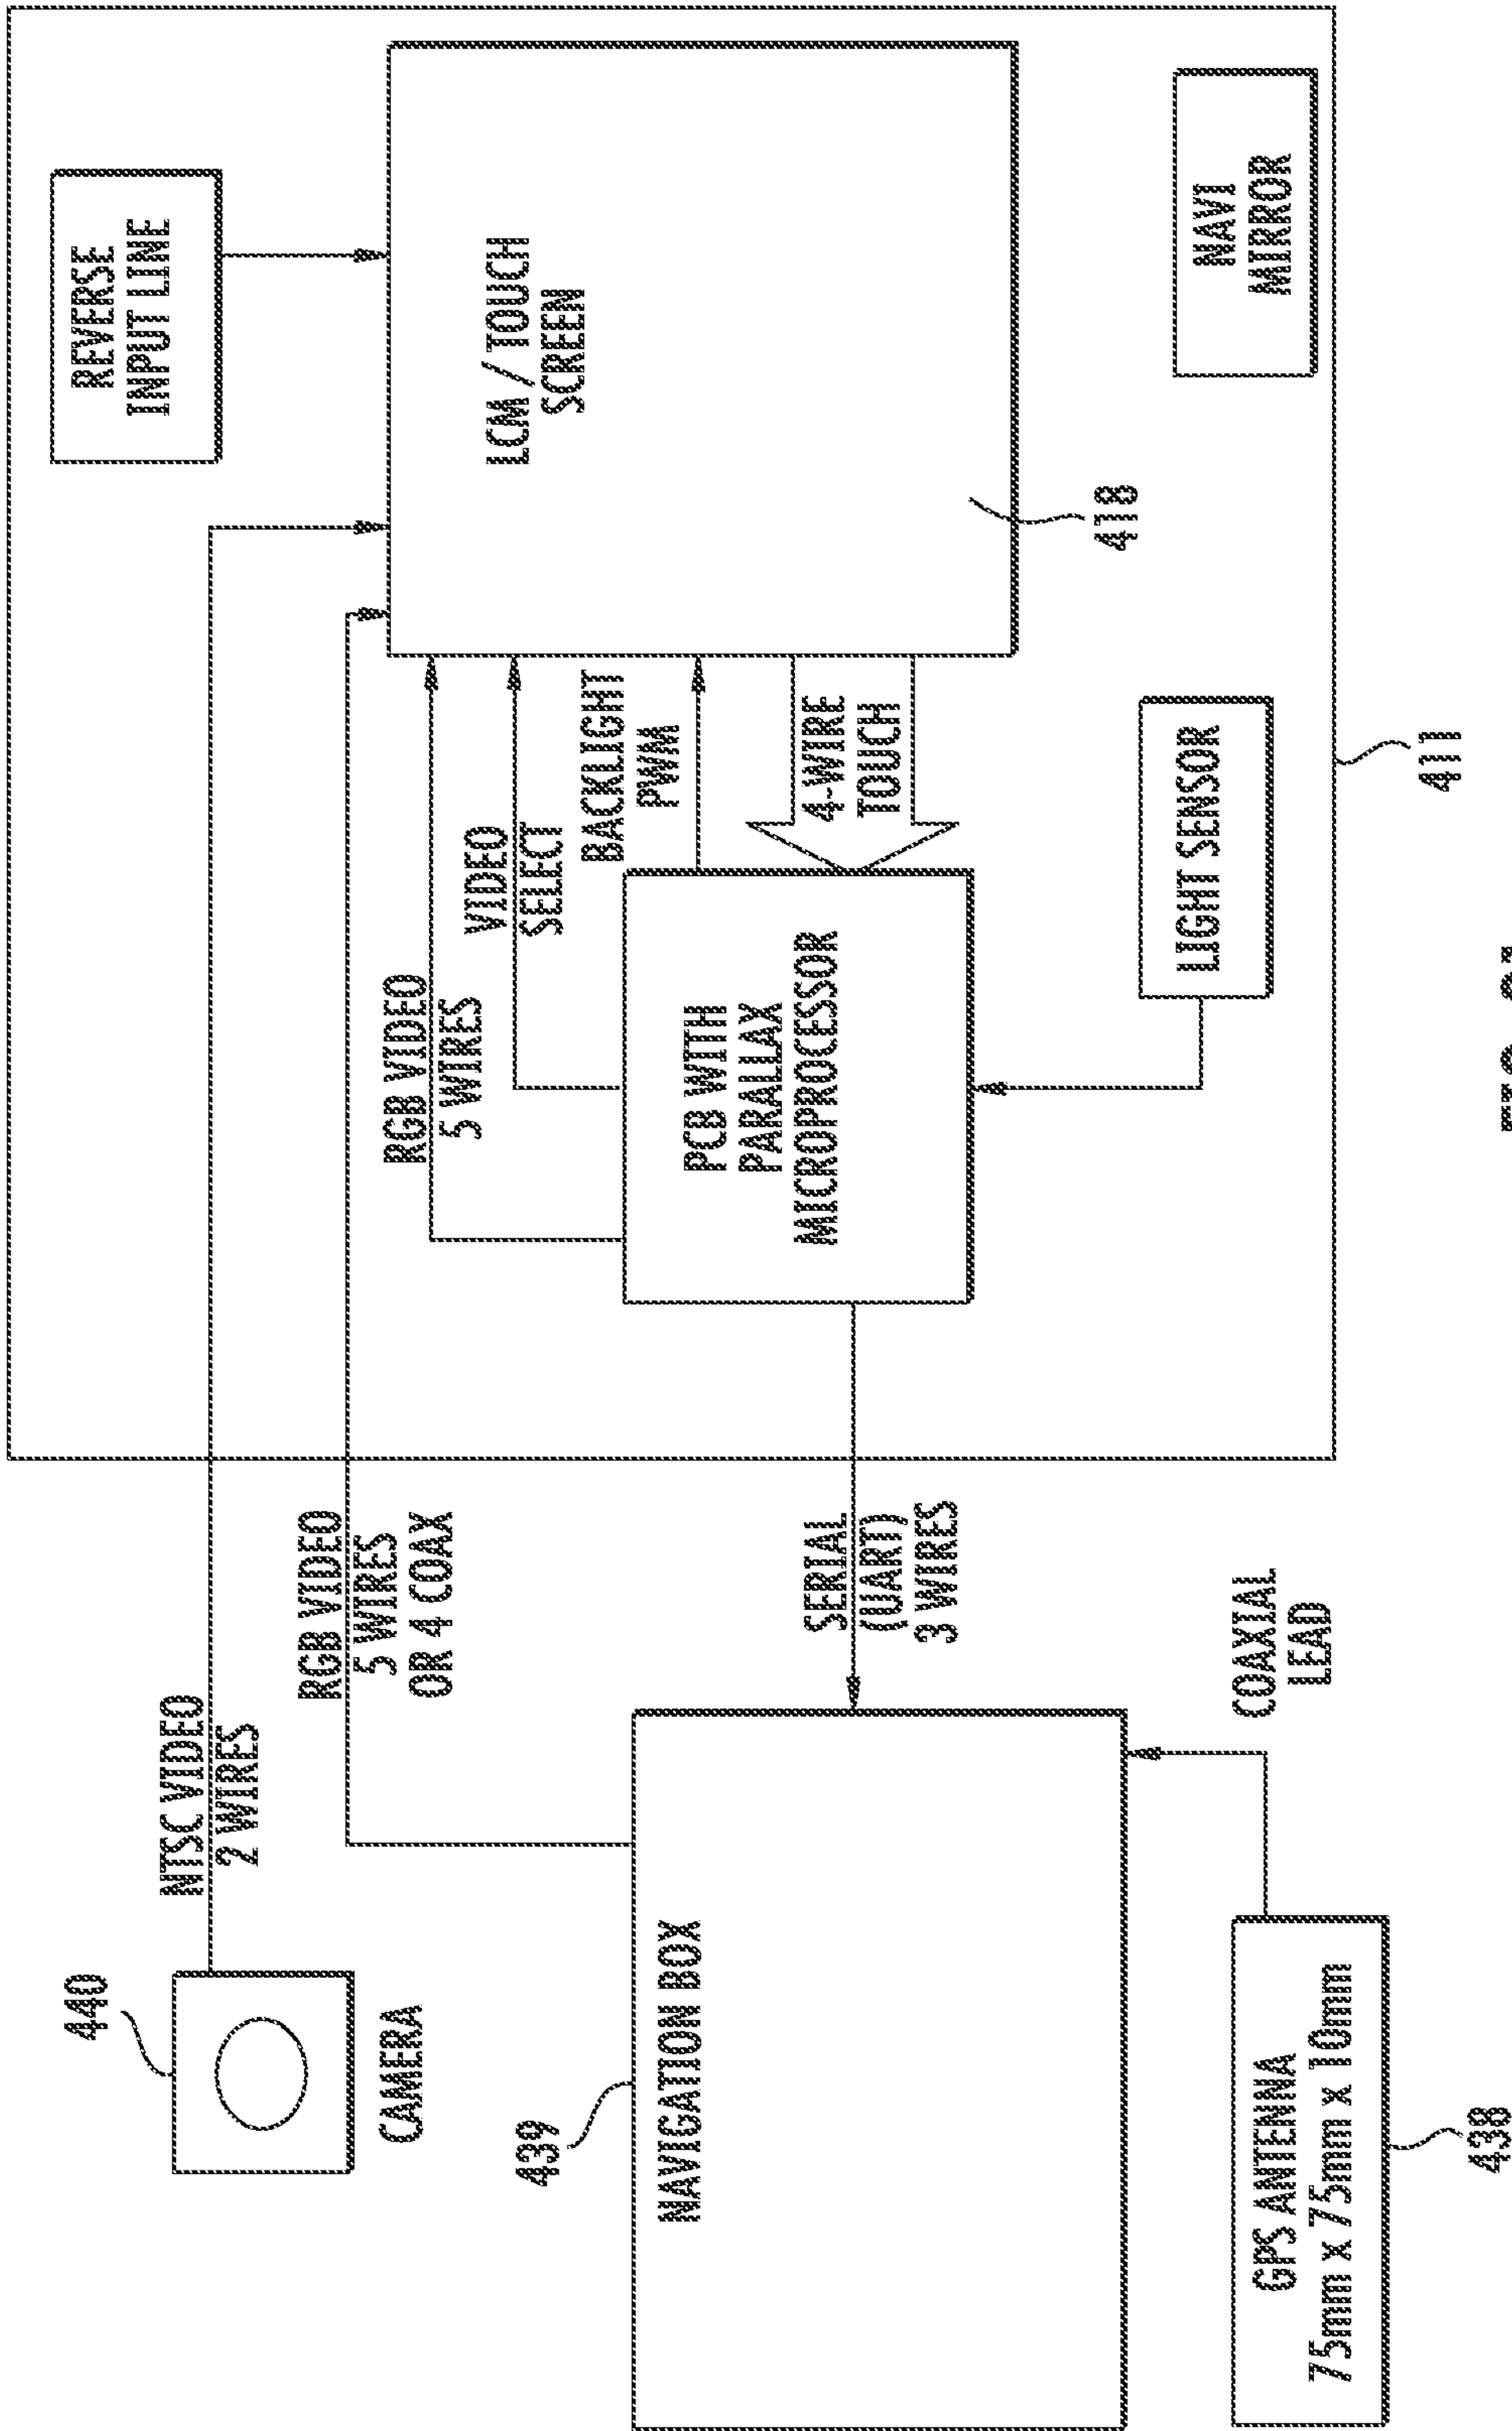 440
CAMERA
NTSC VIDEO
2 WIRES
RGB VIDEO
5 WIRES
OR 4 COAX
439
NAVIGATION BOX
SERIAL
(UART)
3 WIRES
COAXIAL
LEAD
GPS ANTENNA
75mm x 75mm x 10mm
438
REVERSE
INPUT LINE
RGB VIDEO
5 WIRES
VIDEO
SELECT
BACKLIGHT
PWM
4-WIRE
TOUCH
PCB WITH
PARALLAX
MICROPROCESSOR
LCM / TOUCH
SCREEN
418
LIGHT SENSOR
NAVI
MIRROR
411